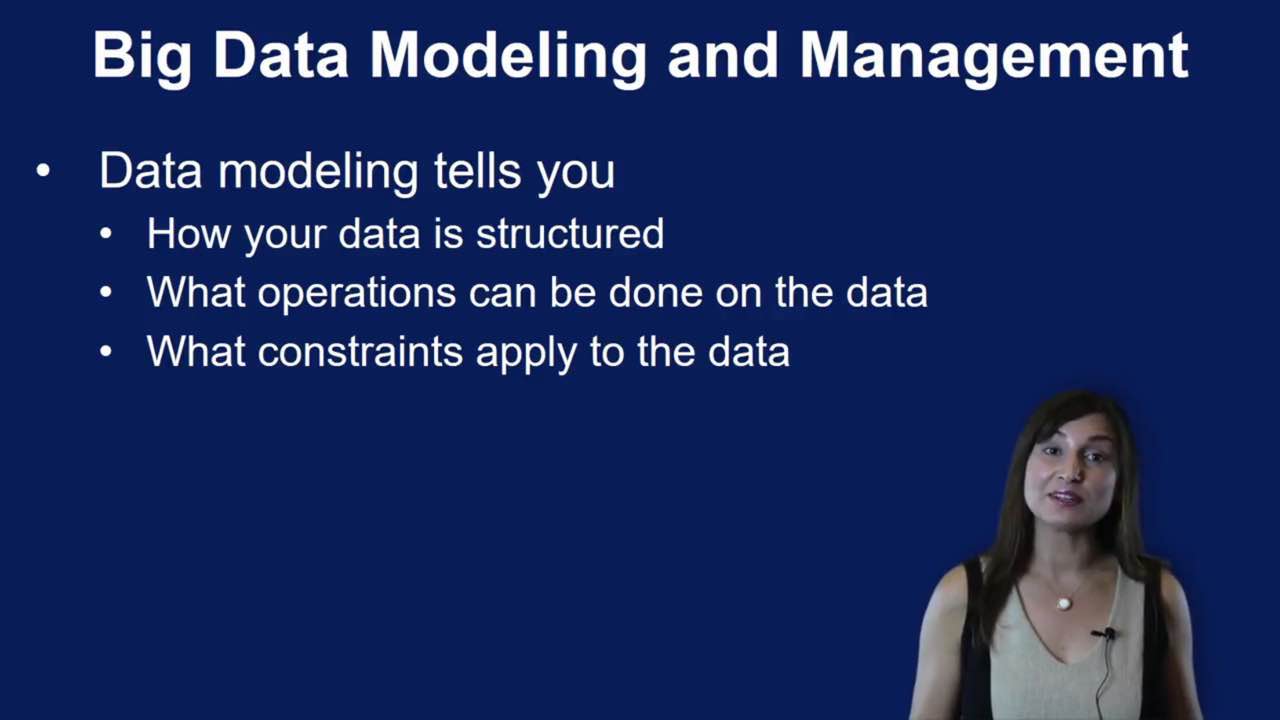 Big Data Modeling and Management
• Data modeling tells you
• How your data is structured
• What operations can be done on the data
• What constraints apply to the data